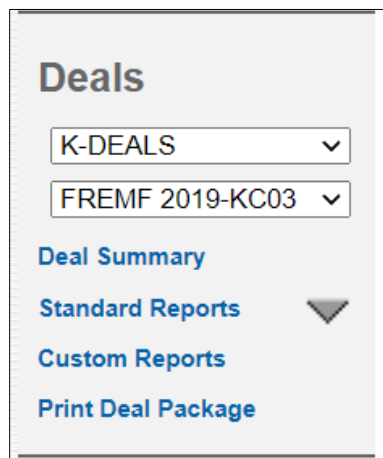 Deals
K-DEALS
FREMF 2019-KC03
Deal Summary
Standard Reports
Custom Reports
Print Deal Package